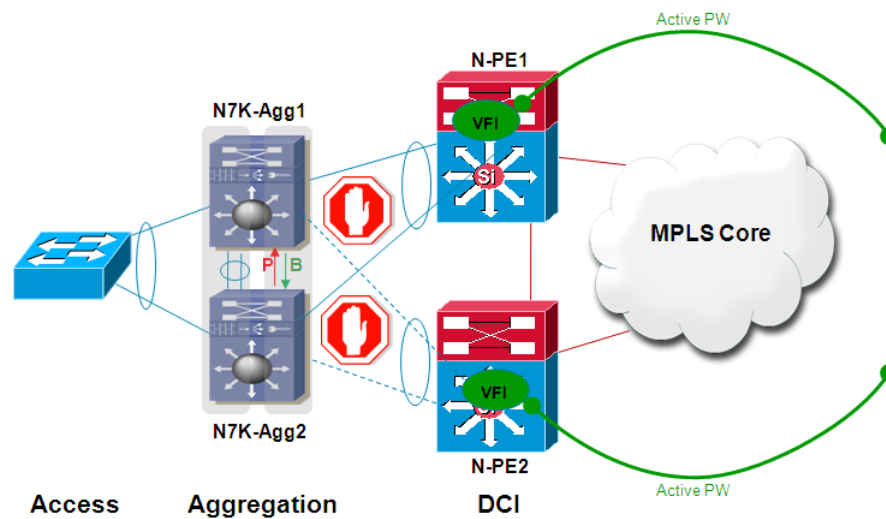 Active PW
N-PE1
N7K-Agg1
VFI
Si
MPLS Core
P
B
VFI
N7K-Agg2
N-PE2
Active PW
Access
Aggregation
DCI